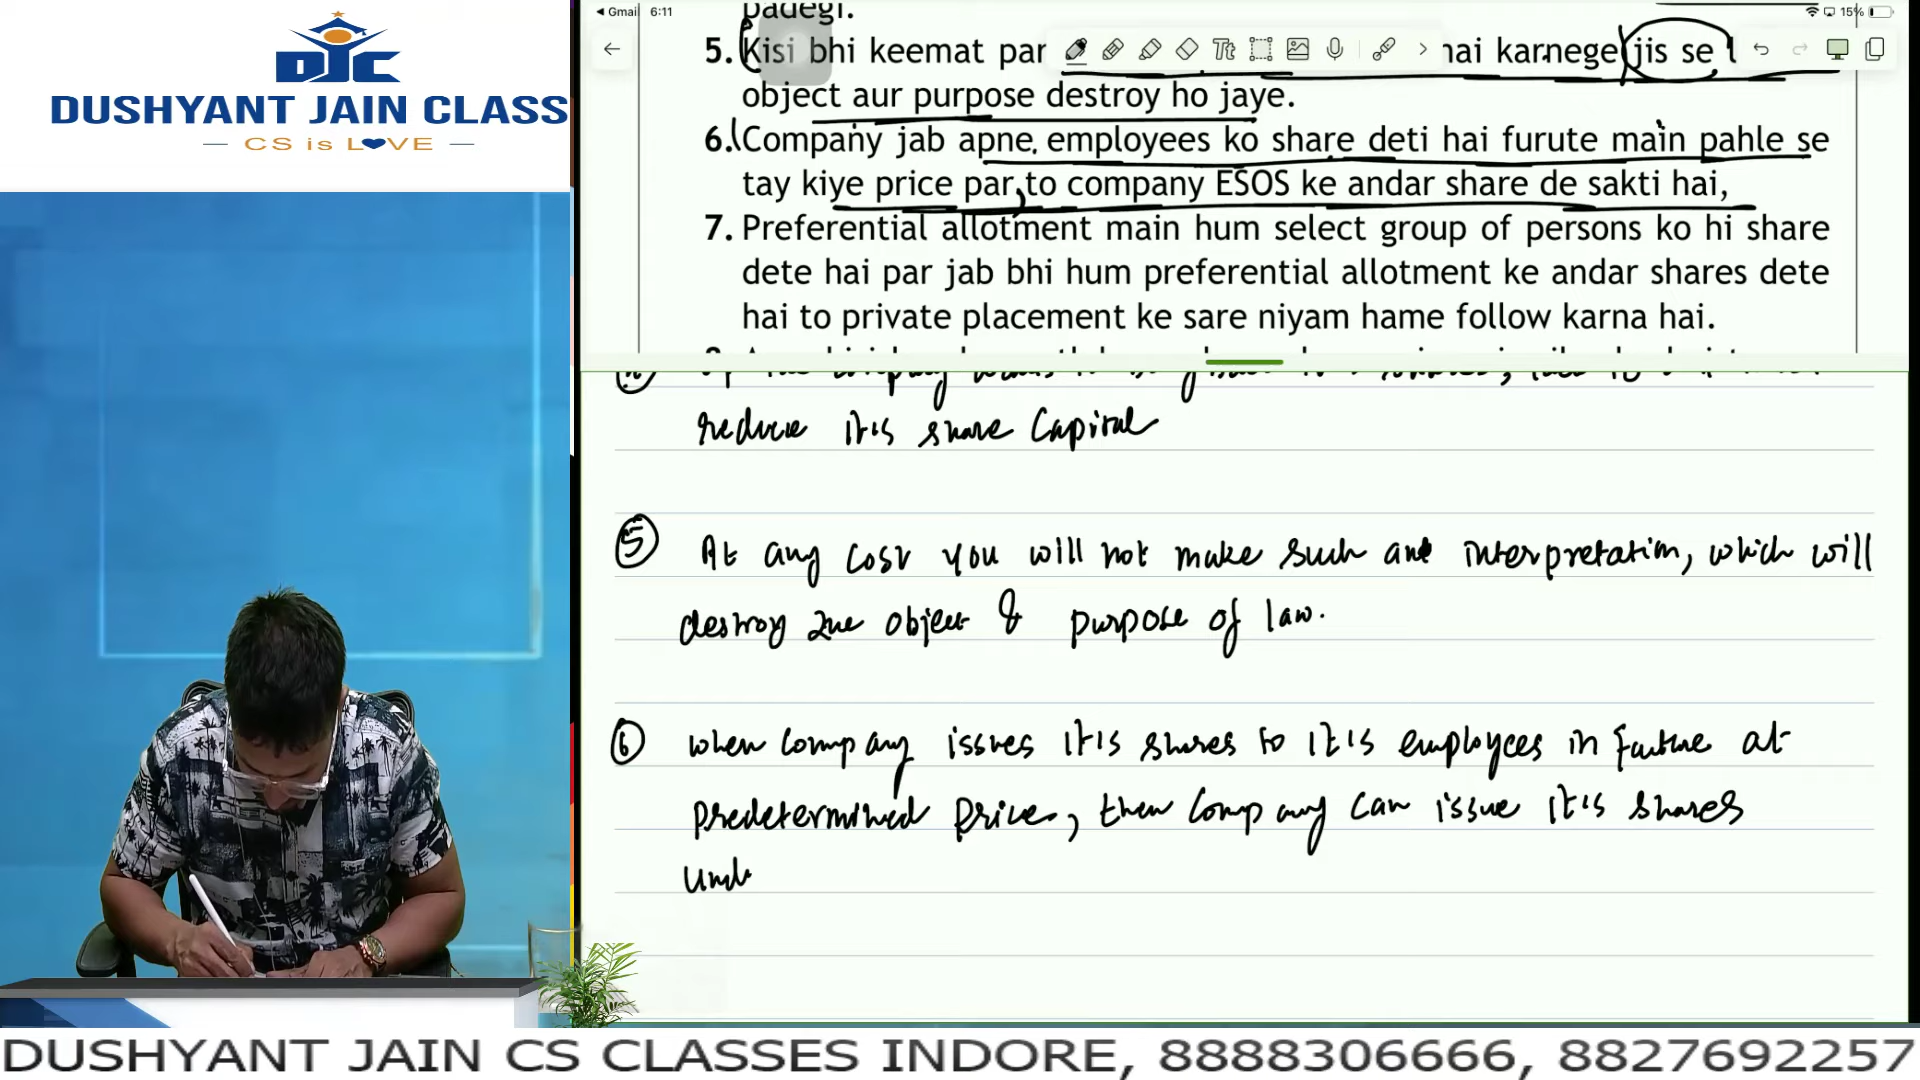 DJC
DUSHYANT JAIN CLASS
CS is L VE
Gmail 6:11
15%
padegi.
5. Kisi bhi keemat par
hai karnege jis se
object aur purpose destroy ho jaye.
6. Company jab apne employees ko share deti hai furute main pahle se
tay kiye price par, to company ESOS ke andar share de sakti hai,
7. Preferential allotment main hum select group of persons ko hi share
dete hai par jab bhi hum preferential allotment ke andar shares dete
hai to private placement ke sare niyam hame follow karna hai.
reduce it's share Capital
5 At any cost you will not make such an interpretation, which will
destroy the object & purpose of law.
6 when company issues it's shares to it's employees in future at
predetermined price, then company can issue it's shares
Unde
DUSHYANT JAIN CS CLASSES INDORE, 8888306666, 8827692257